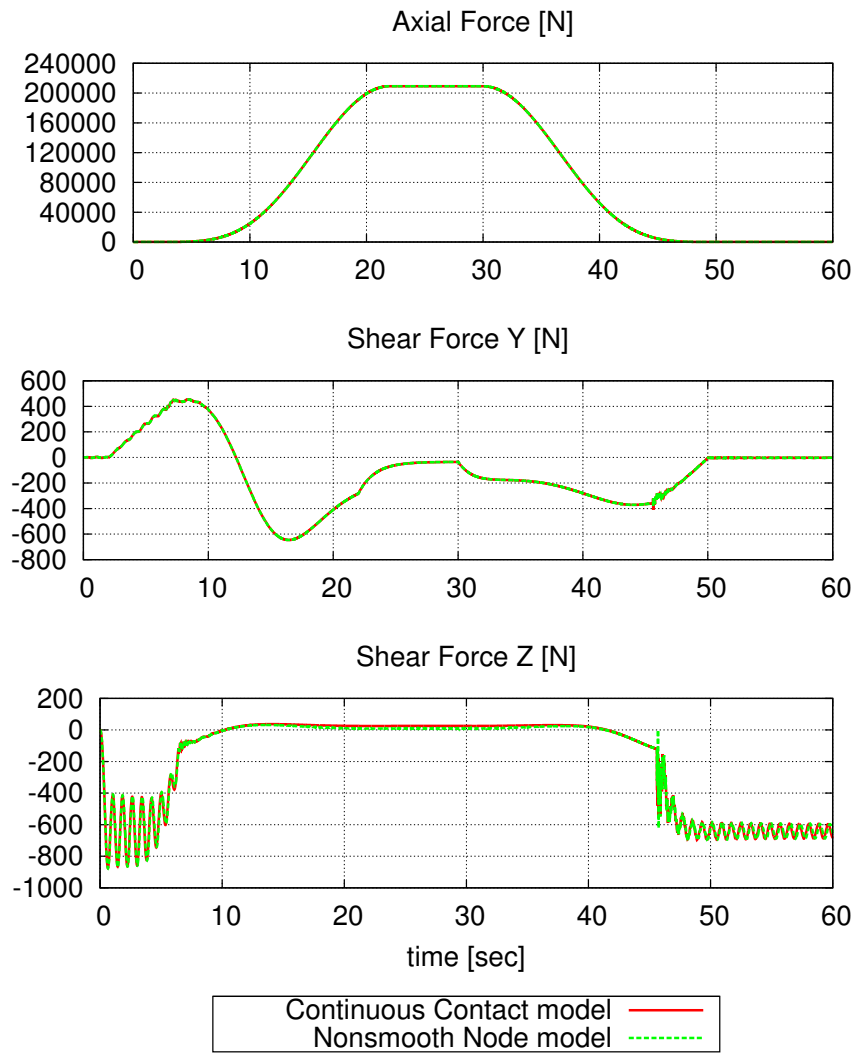 Axial Force [N]
240000
200000
160000
120000
80000
40000
0
0 10 20 30 40 50 60
Shear Force Y [N]
600
400
200
0
-200
-400
-600
-800
0 10 20 30 40 50 60
Shear Force Z [N]
200
0
-200
-400
-600
-800
-1000
0 10 20 30 40 50 60
time [sec]
Continuous Contact model
Nonsmooth Node model